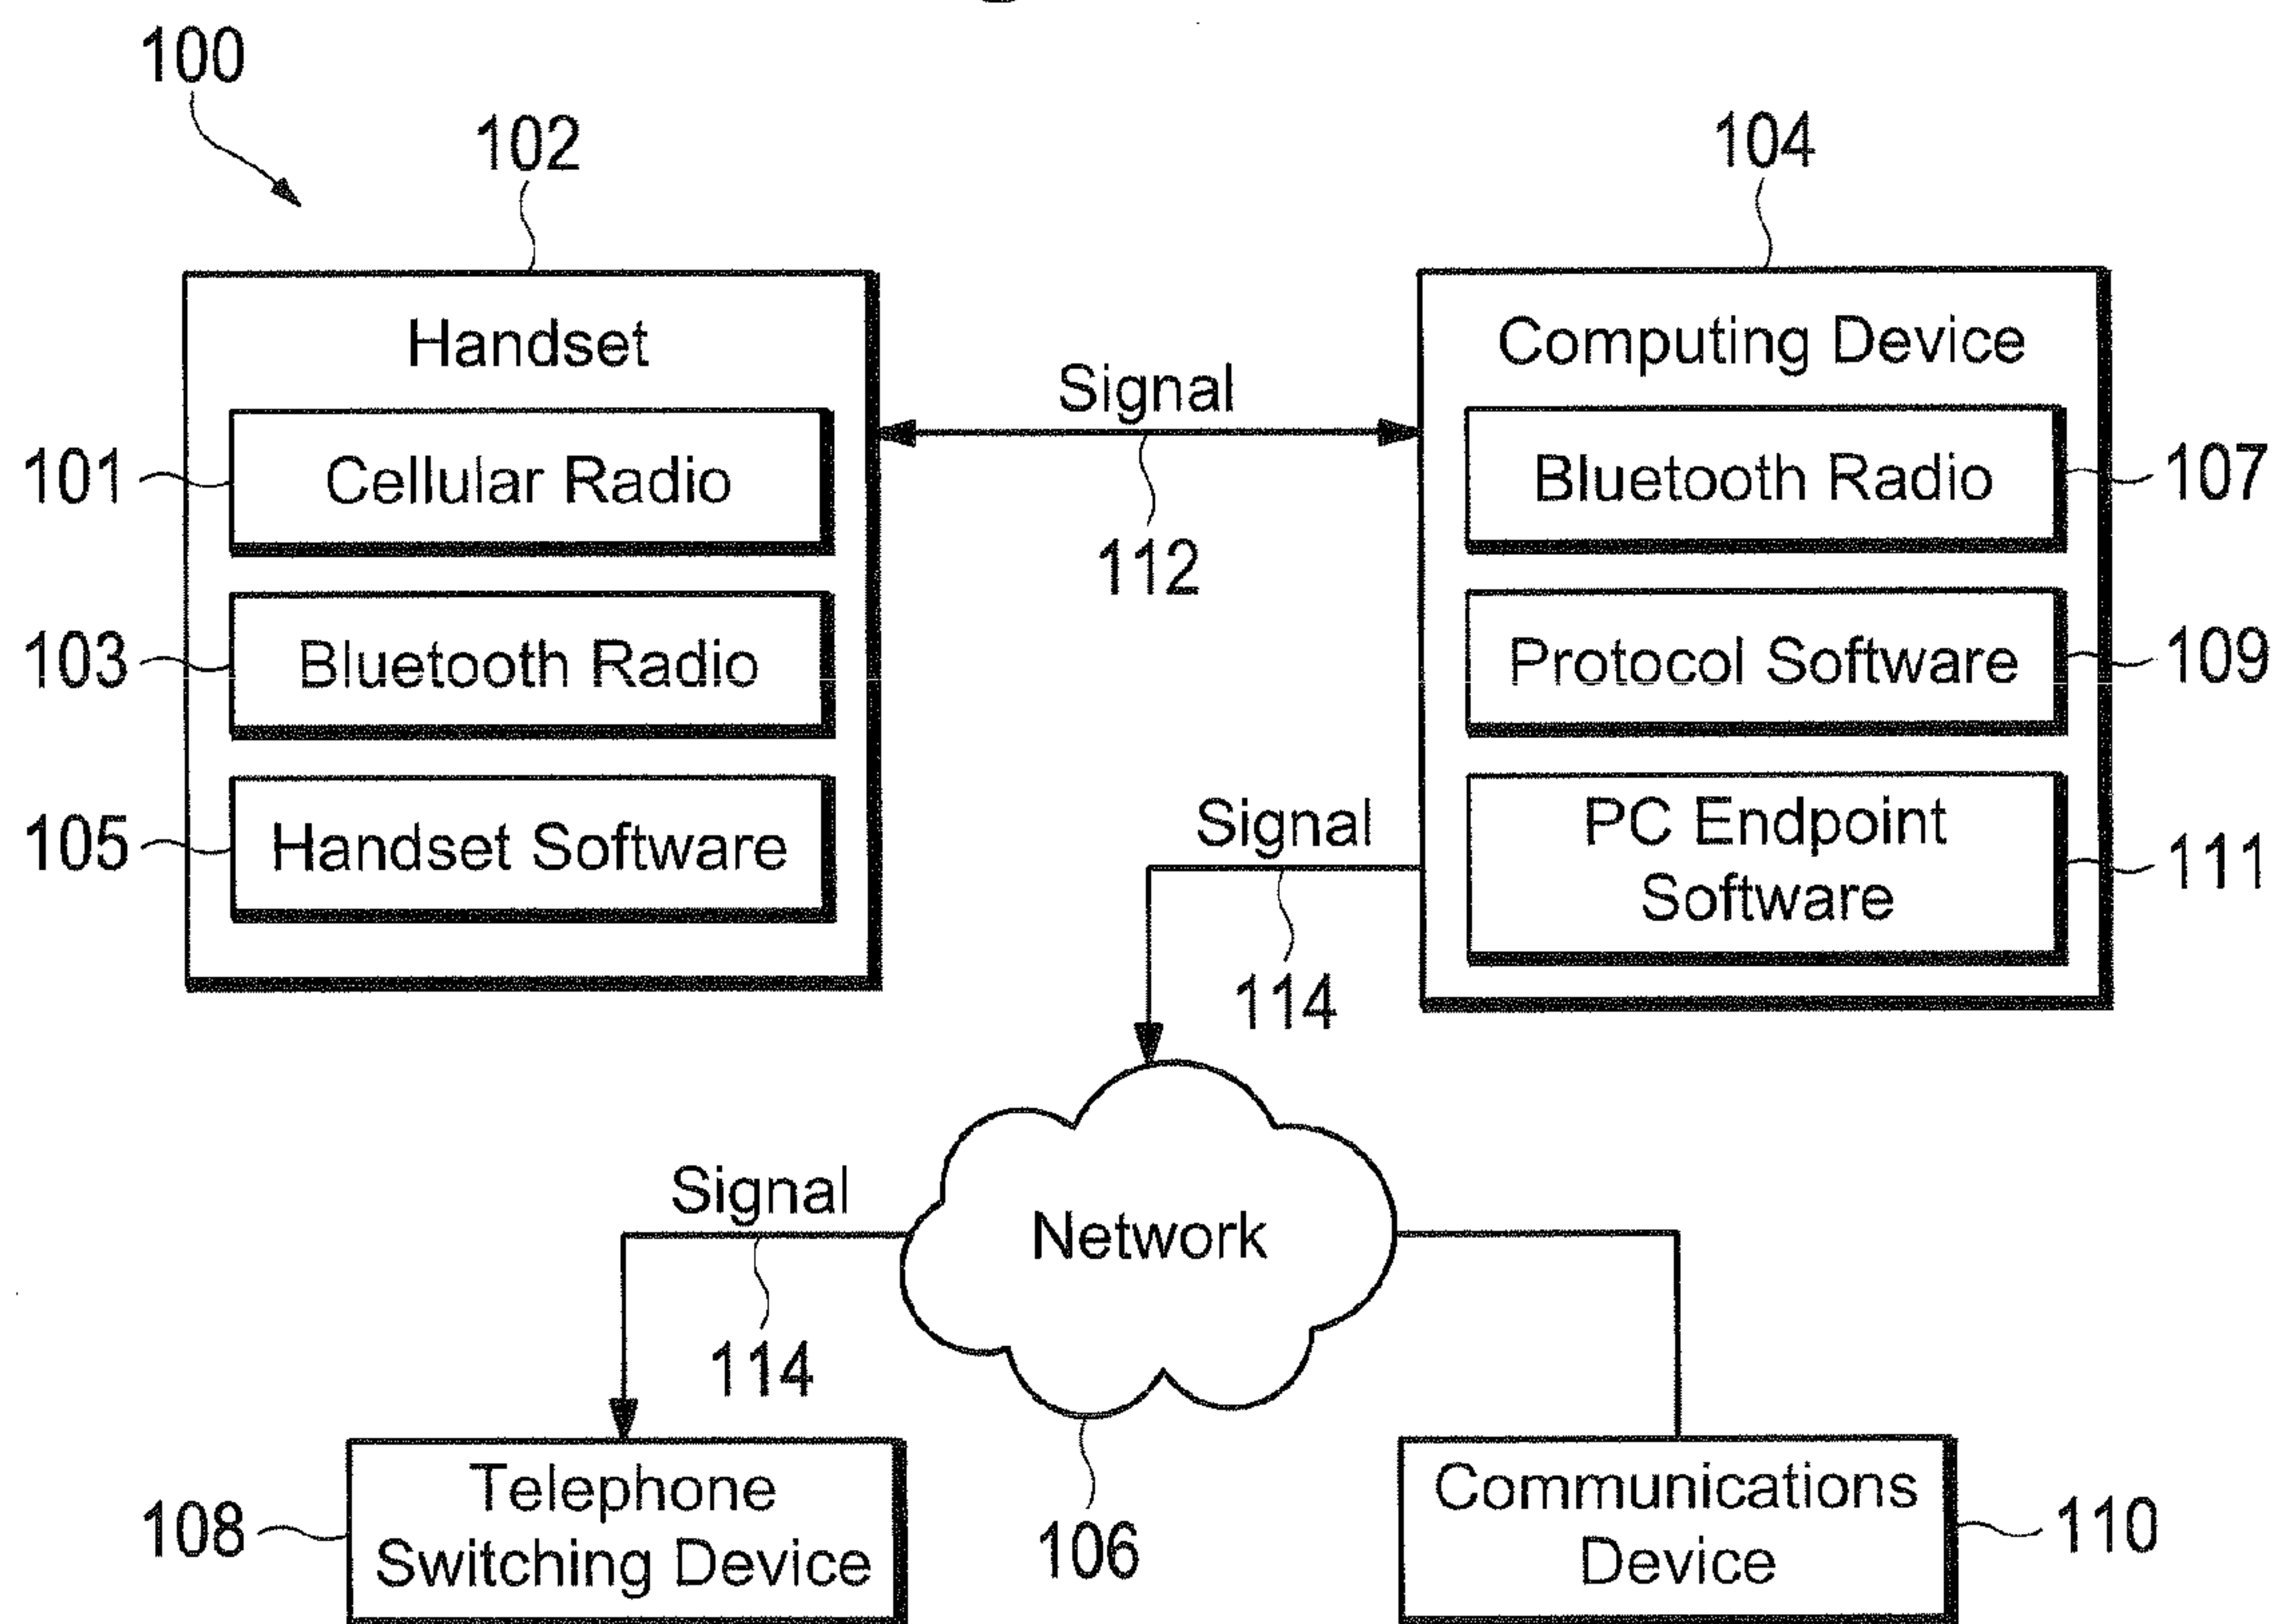 100
102
104
Handset
Computing Device
Signal
101
Cellular Radio
Bluetooth Radio
107
112
103
Bluetooth Radio
Protocol Software
109
105
Handset Software
Signal
PC Endpoint
Software
111
114
Signal
Network
114
108
Telephone
Switching Device
106
Communications
Device
110